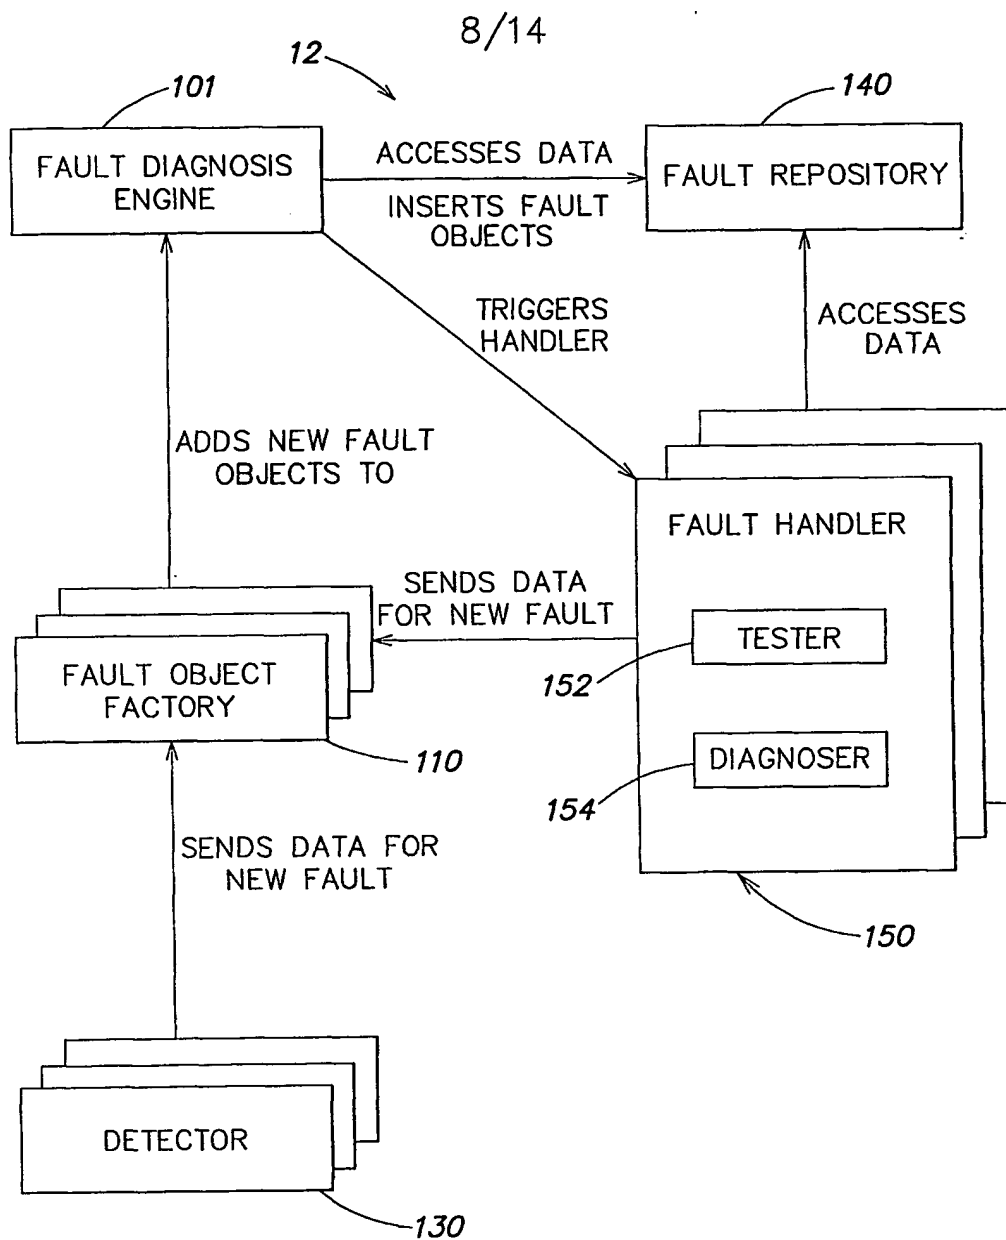 8/14
12
101
140
FAULT DIAGNOSIS
ENGINE
ACCESSES DATA
INSERTS FAULT
OBJECTS
FAULT REPOSITORY
TRIGGERS
HANDLER
ACCESSES
DATA
ADDS NEW FAULT
OBJECTS TO
FAULT HANDLER
SENDS DATA
FOR NEW FAULT
TESTER
152
FAULT OBJECT
FACTORY
110
DIAGNOSER
154
SENDS DATA FOR
NEW FAULT
150
DETECTOR
130